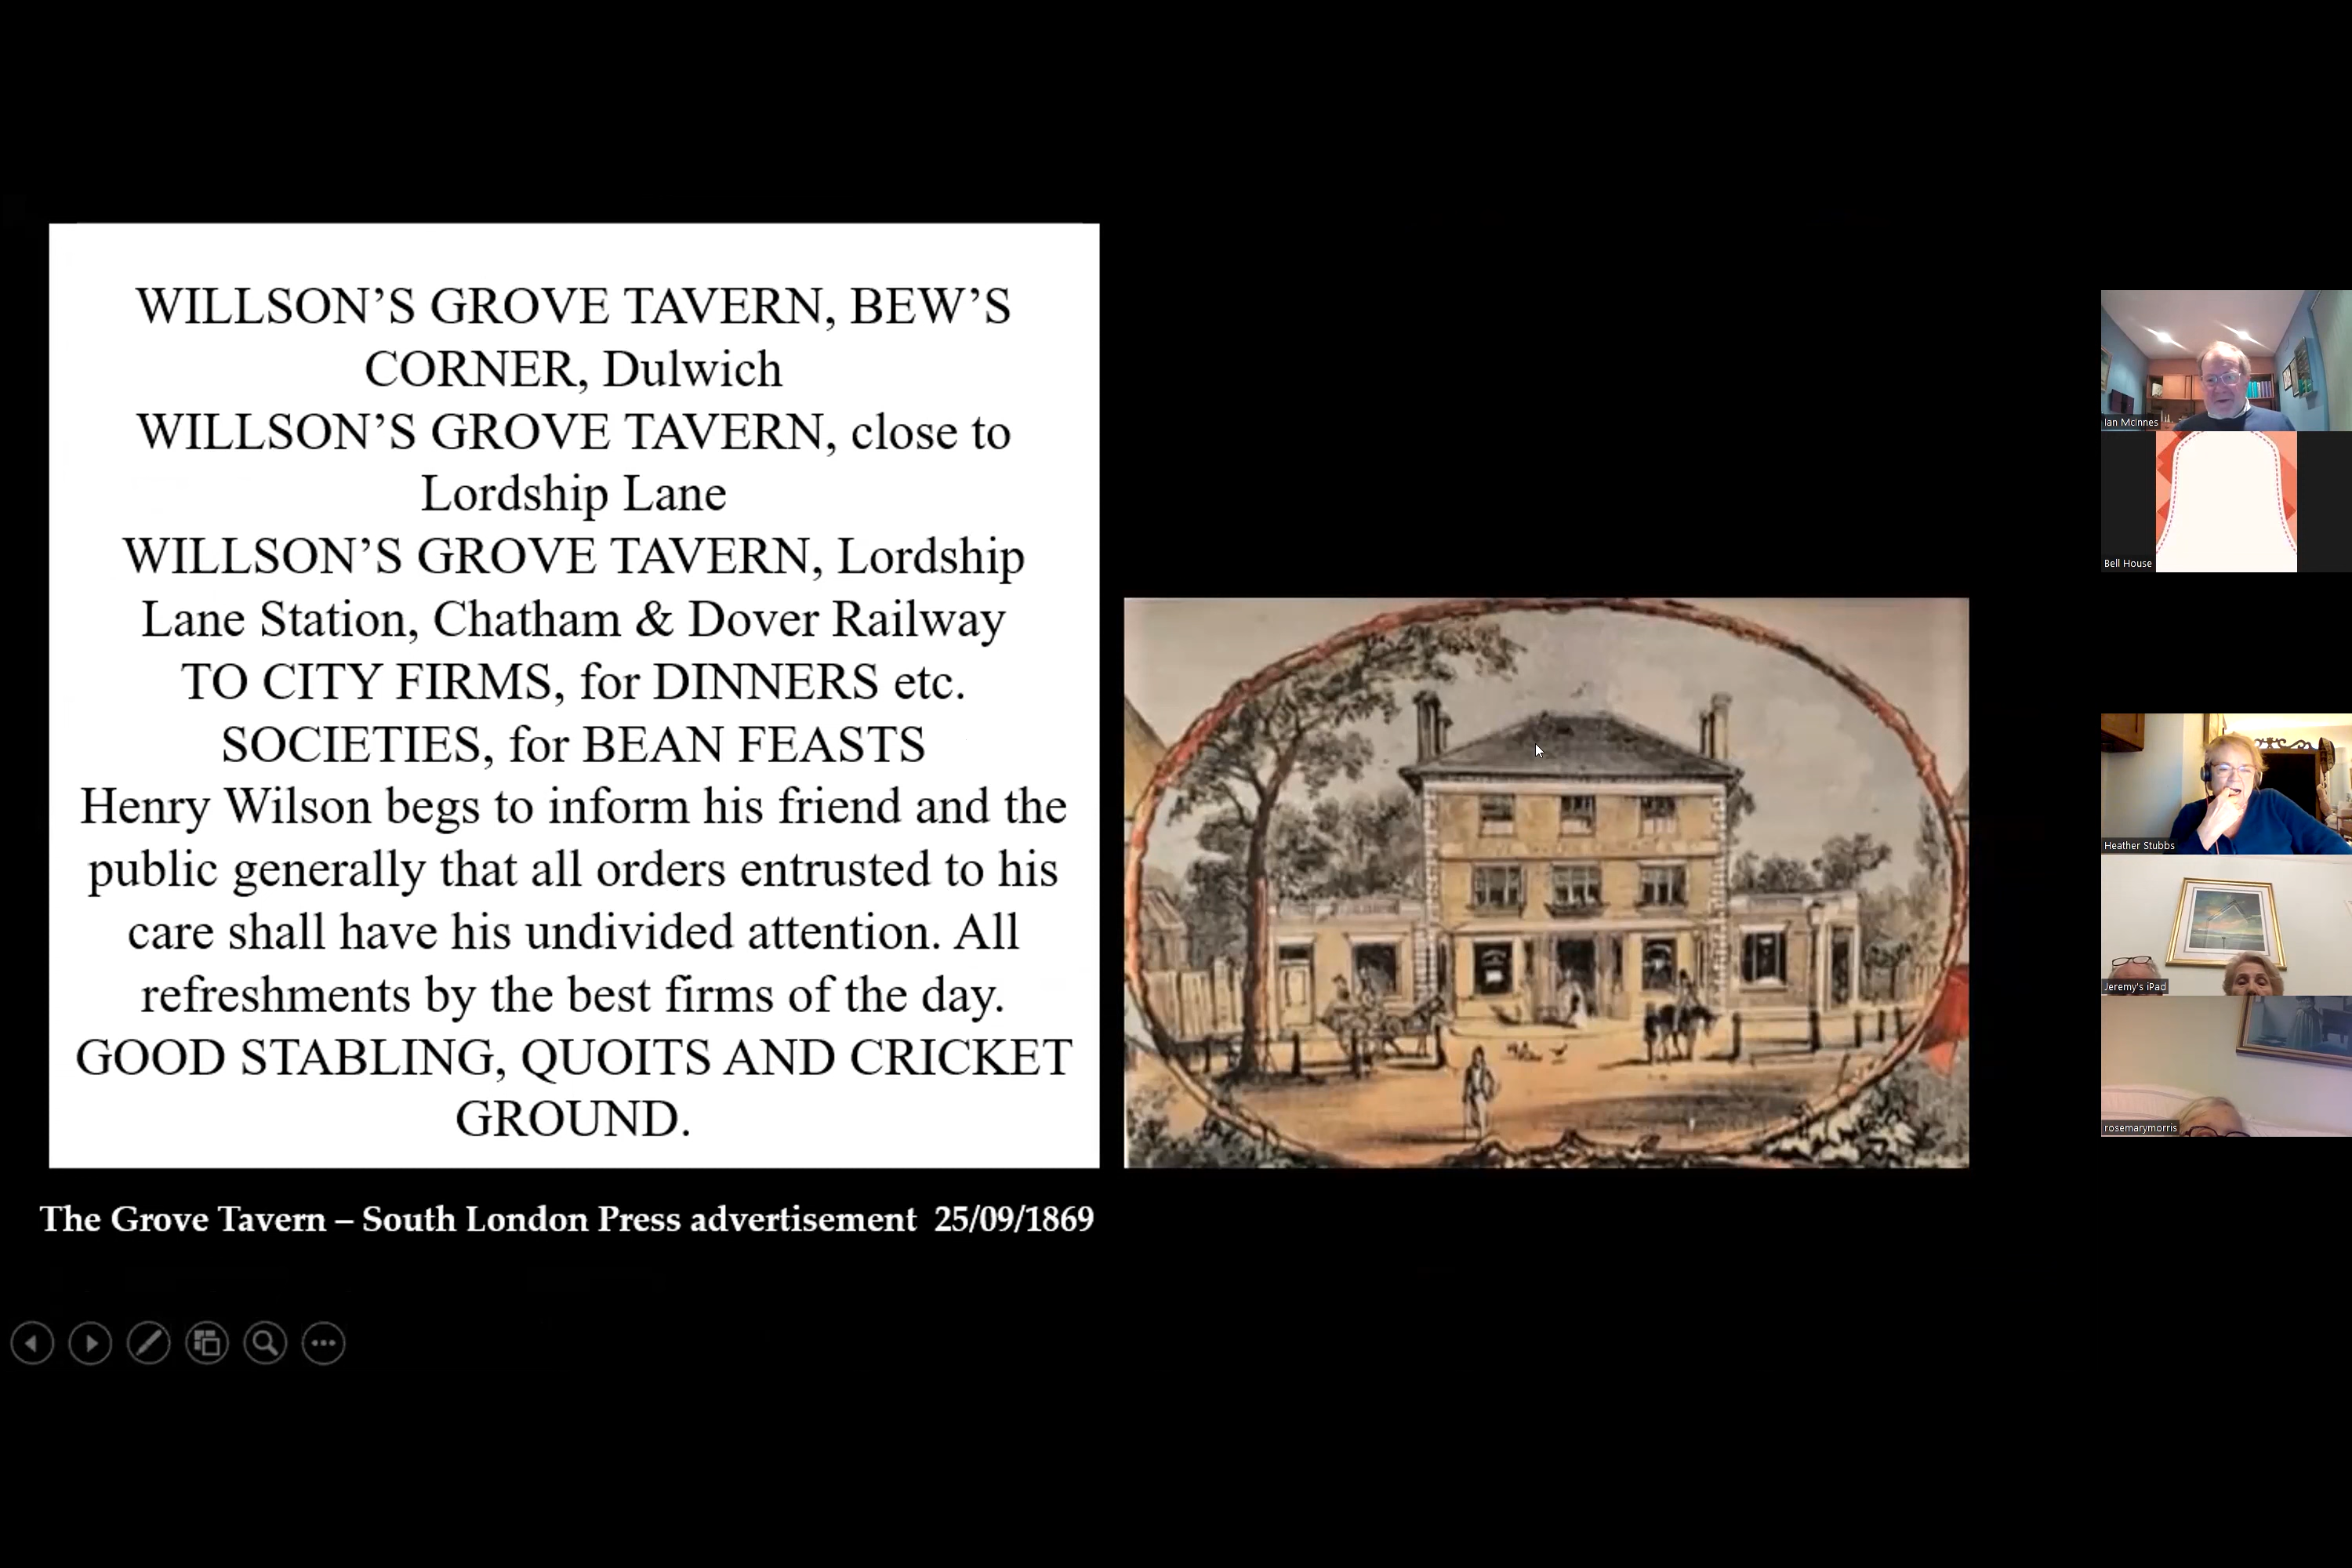 WILLSON’S GROVE TAVERN, BEW’S
CORNER, Dulwich
WILLSON’S GROVE TAVERN, close to
Lordship Lane
WILLSON’S GROVE TAVERN, Lordship
Lane Station, Chatham & Dover Railway
TO CITY FIRMS, for DINNERS etc.
SOCIETIES, for BEAN FEASTS
Henry Wilson begs to inform his friend and the
public generally that all orders entrusted to his
care shall have his undivided attention. All
refreshments by the best firms of the day.
GOOD STABLING, QUOITS AND CRICKET
GROUND.
The Grove Tavern – South London Press advertisement 25/09/1869
Ian McInnes
Bell House
Heather Stubbs
Jeremy's iPad
rosemarymorris